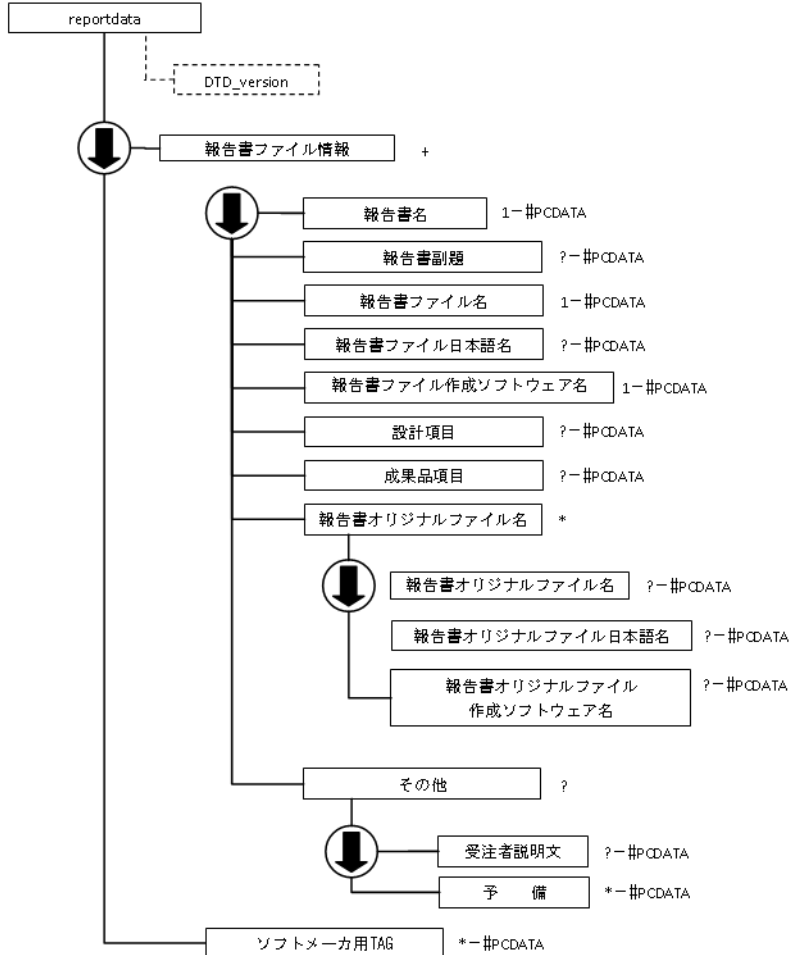 reportdata
DTD_version
報告書ファイル情報 +
報告書名 1-#PCDATA
報告書副題 ?-#PCDATA
報告書ファイル名 1-#PCDATA
報告書ファイル日本語名 ?-#PCDATA
報告書ファイル作成ソフトウェア名 1-#PCDATA
設計項目 ?-#PCDATA
成果品項目 ?-#PCDATA
報告書オリジナルファイル名 *
報告書オリジナルファイル名 ?-#PCDATA
報告書オリジナルファイル日本語名 ?-#PCDATA
報告書オリジナルファイル ?-#PCDATA
作成ソフトウェア名
その他 ?
受注者説明文 ?-#PCDATA
予 備 *-#PCDATA
ソフトメーカ用TAG *-#PCDATA